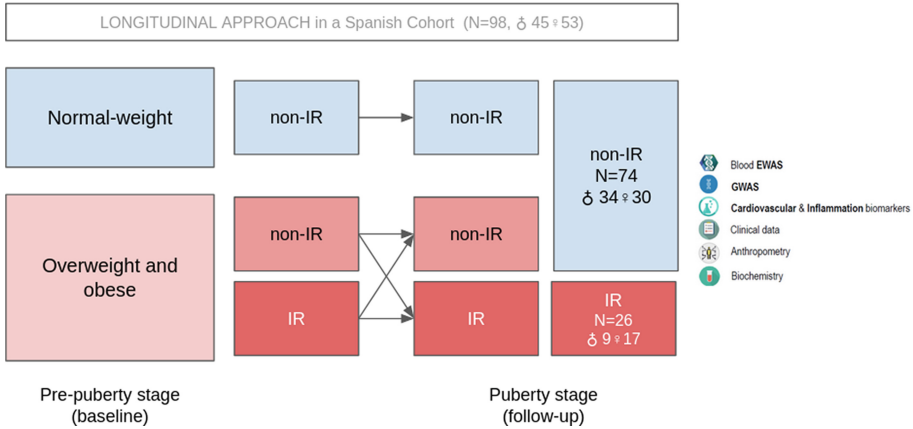 LONGITUDINAL APPROACH in a Spanish Cohort (N=98, ♁ 45♀53)
Normal-weight
non-IR
non-IR
non-IR
N=74
♁ 34♀30
Overweight and
obese
non-IR
non-IR
IR
IR
IR
N=26
♁ 9♀17
Pre-puberty stage
(baseline)
Puberty stage
(follow-up)
Blood EWAS
GWAS
Cardiovascular & Inflammation biomarkers
Clinical data
Anthropometry
Biochemistry